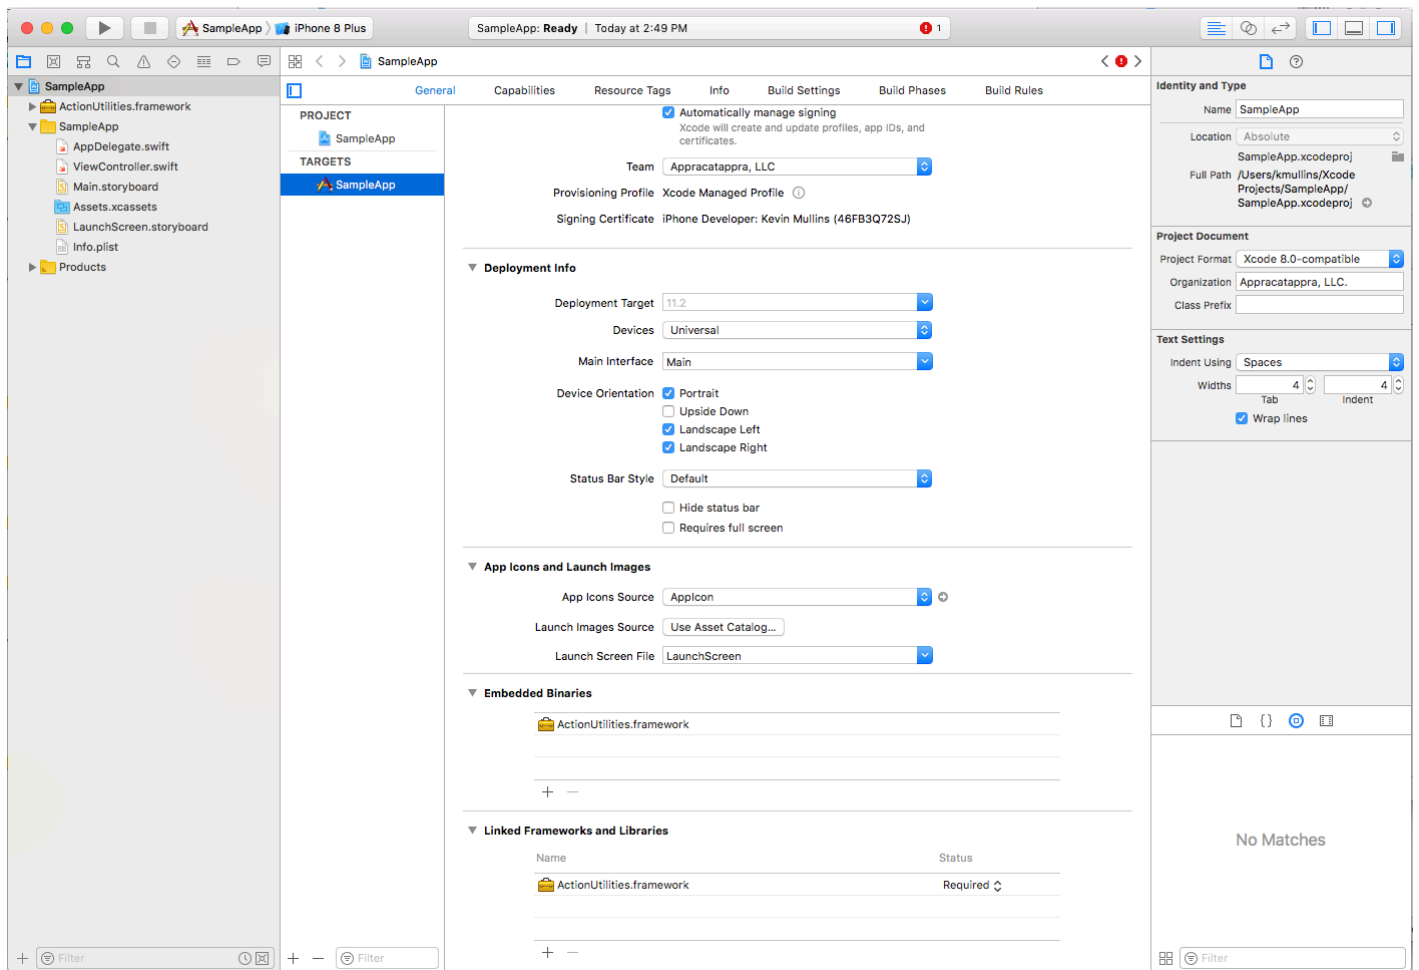 SampleApp
iPhone 8 Plus
SampleApp: Ready
Today at 2:49 PM
1
SampleApp
SampleApp
ActionUtilities.framework
SampleApp
AppDelegate.swift
ViewController.swift
Main.storyboard
Assets.xcassets
LaunchScreen.storyboard
Info.plist
Products
Filter
General
Capabilities
Resource Tags
Info
Build Settings
Build Phases
Build Rules
PROJECT
SampleApp
TARGETS
SampleApp
Filter
Automatically manage signing
Xcode will create and update profiles, app IDs, and
certificates.
Team Appracatappra, LLC
Provisioning Profile Xcode Managed Profile
Signing Certificate iPhone Developer: Kevin Mullins (46FB3Q72SJ)
Deployment Info
Deployment Target 11.2
Devices Universal
Main Interface Main
Device Orientation Portrait
Upside Down
Landscape Left
Landscape Right
Status Bar Style Default
Hide status bar
Requires full screen
App Icons and Launch Images
App Icons Source AppIcon
Launch Images Source Use Asset Catalog...
Launch Screen File LaunchScreen
Embedded Binaries
ActionUtilities.framework
Linked Frameworks and Libraries
Name Status
ActionUtilities.framework Required
Identity and Type
Name SampleApp
Location Absolute
SampleApp.xcodeproj
Full Path /Users/kmullins/Xcode
Projects/SampleApp/
SampleApp.xcodeproj
Project Document
Project Format Xcode 8.0-compatible
Organization Appracatappra, LLC.
Class Prefix
Text Settings
Indent Using Spaces
Widths 4 4
Tab Indent
Wrap lines
No Matches
Filter